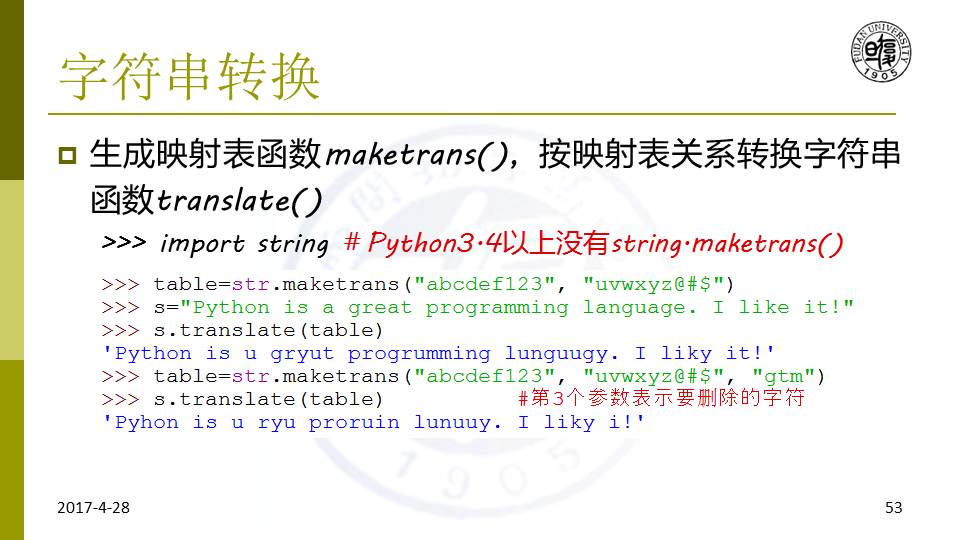 字符串转换
FUDAN UNIVERSITY
1905
生成映射表函数maketrans()，按映射表关系转换字符串
函数translate()
>>> import string #Python3.4以上没有string.maketrans()
>>> table=str.maketrans("abcdef123", "uvwxyz@#$")
>>> s="Python is a great programming language. I like it!"
>>> s.translate(table)
'Python is u gryut progrumming lunguugy. I liky it!'
>>> table=str.maketrans("abcdef123", "uvwxyz@#$", "gtm")
>>> s.translate(table) #第3个参数表示要删除的字符
'Pyhon is u ryu proruin lunuuy. I liky i!'
1905
2017-4-28
53